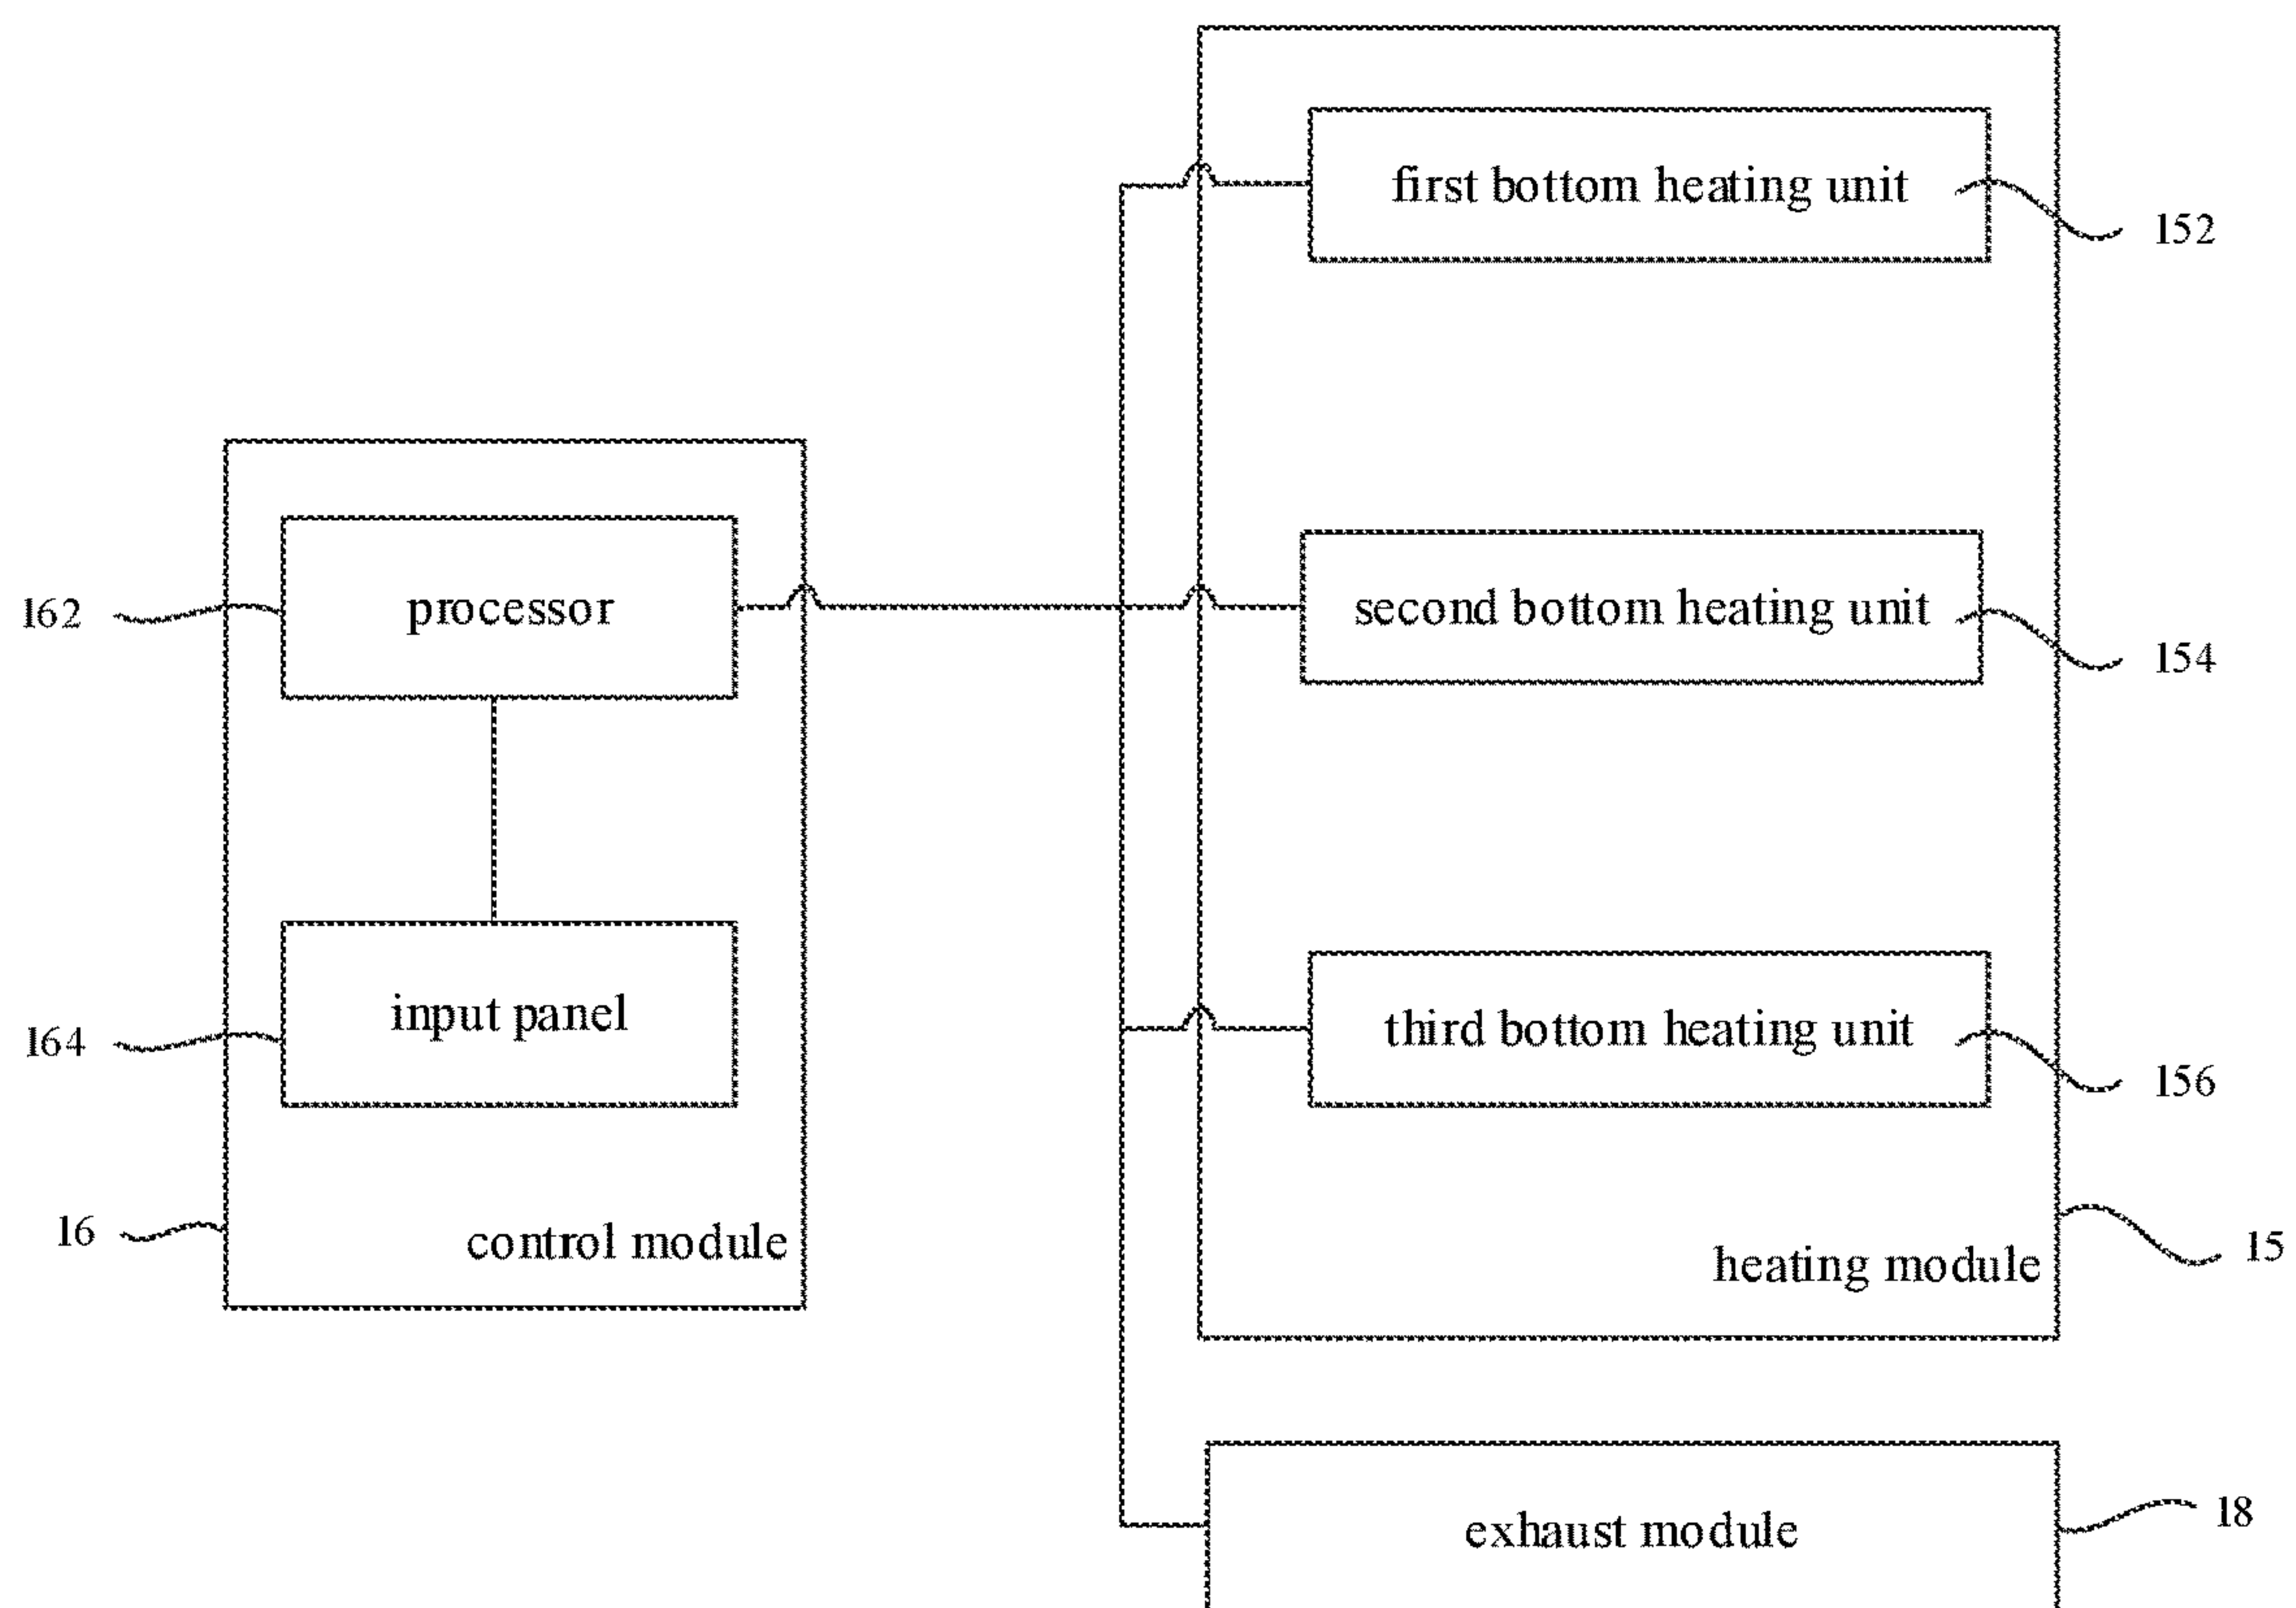 first bottom heating unit
152
162
processor
second bottom heating unit
154
164
input panel
third bottom heating unit
156
16
control module
heating module
15
exhaust module
18